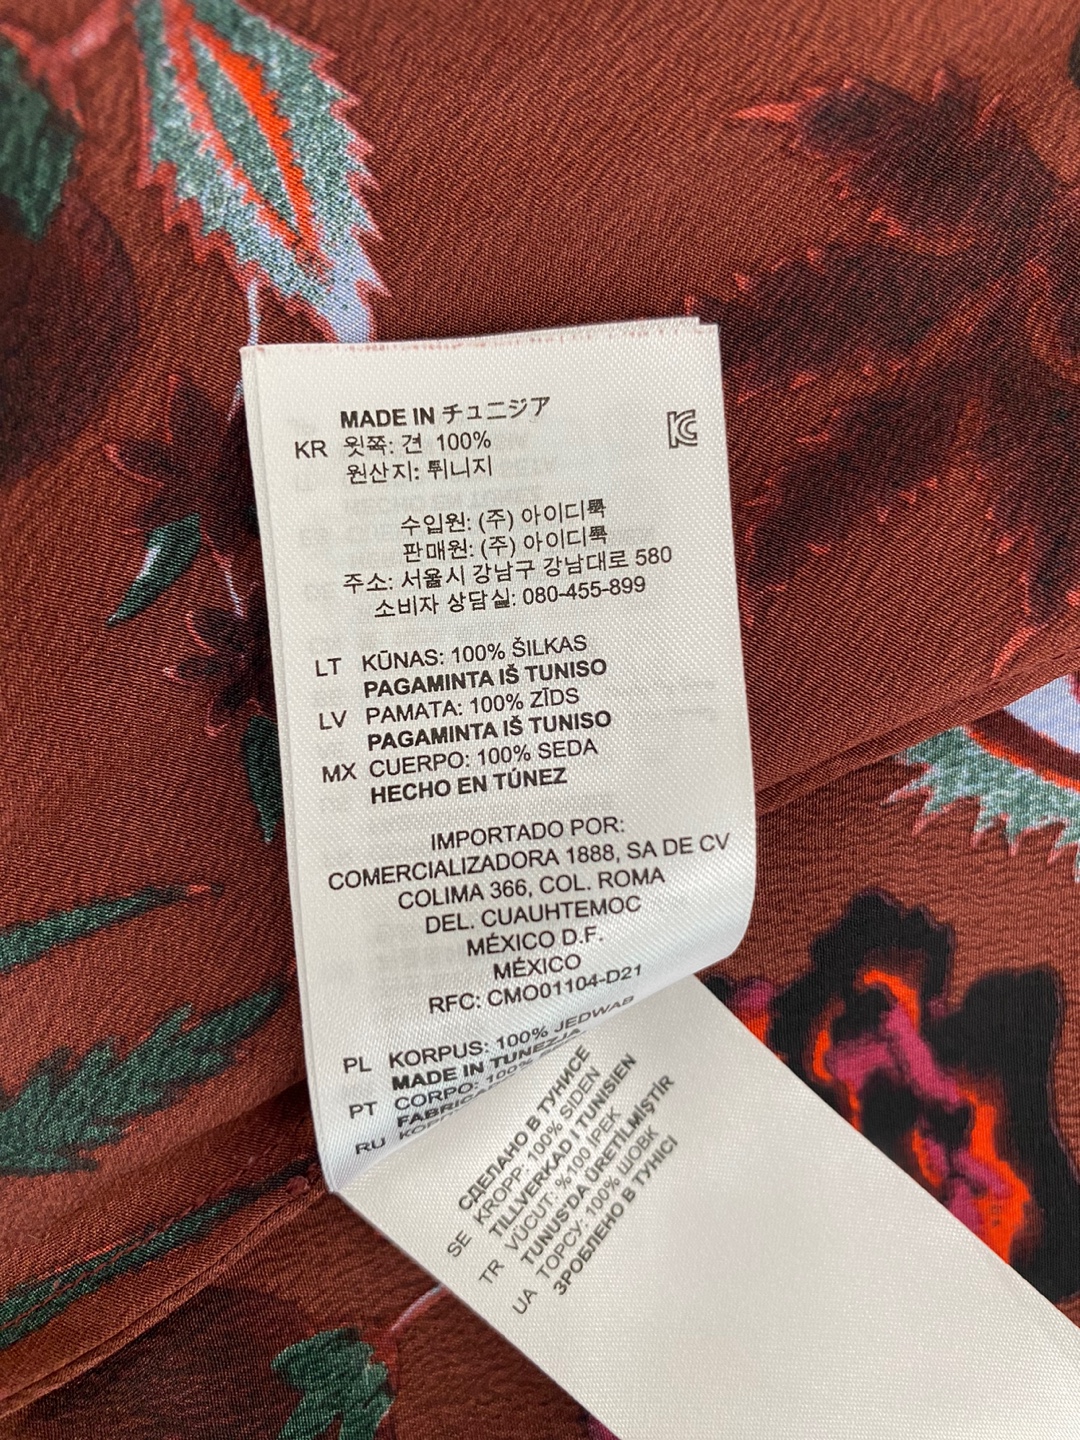 MADE IN チュニジア
KR 윗쪽: 견 100%
원산지: 튀니지
수입원: (주) 아이디룩
판매원: (주) 아이디룩
주소: 서울시 강남구 강남대로 580
소비자 상담실: 080-455-899
LT KŪNAS: 100% ŠILKAS
PAGAMINTA IŠ TUNISO
LV PAMATA: 100% ZĪDS
PAGAMINTA IŠ TUNISO
MX CUERPO: 100% SEDA
HECHO EN TÚNEZ
IMPORTADO POR:
COMERCIALIZADORA 1888, SA DE CV
COLIMA 366, COL. ROMA
DEL. CUAUHTEMOC
MÉXICO D.F.
MÉXICO
RFC: CMO01104-D21
PL KORPUS: 100% JEDWAB
MADE IN TUNEZJA
PT CORPO: 100%
RU
СДЕЛАНО В ТУНИСЕ
SE KROPP: 100% SIDEN
TILLVERKAD I TUNISIEN
TR VÜCUT: %100 İPEK
TUNUS'DA ÜRETİLMİŞTİR
UA ТОРСУ: 100% ШОВК
ЗРОБЛЕНО В ТУНІСІ